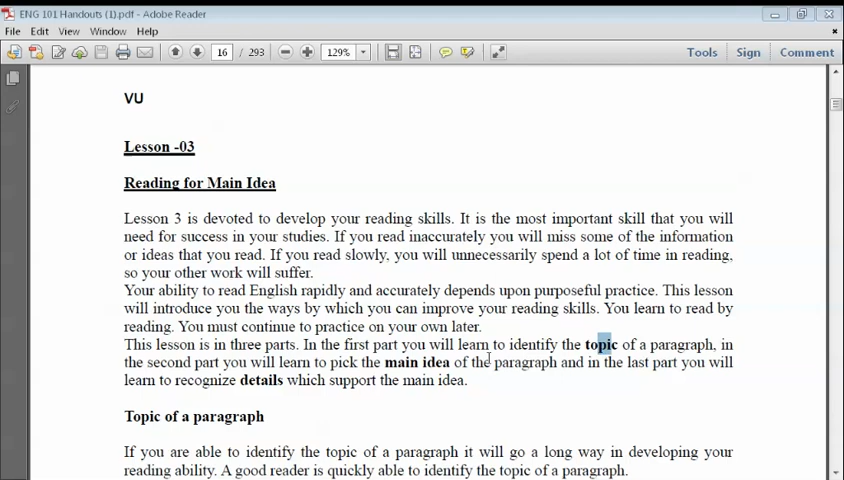 ENG 101 Handouts (1).pdf - Adobe Reader
File Edit View Window Help
16 / 293 129% Tools Sign Comment
VU
Lesson -03
Reading for Main Idea
Lesson 3 is devoted to develop your reading skills. It is the most important skill that you will
need for success in your studies. If you read inaccurately you will miss some of the information
or ideas that you read. If you read slowly, you will unnecessarily spend a lot of time in reading,
so your other work will suffer.
Your ability to read English rapidly and accurately depends upon purposeful practice. This lesson
will introduce you the ways by which you can improve your reading skills. You learn to read by
reading. You must continue to practice on your own later.
This lesson is in three parts. In the first part you will learn to identify the topic of a paragraph, in
the second part you will learn to pick the main idea of the paragraph and in the last part you will
learn to recognize details which support the main idea.
Topic of a paragraph
If you are able to identify the topic of a paragraph it will go a long way in developing your
reading ability. A good reader is quickly able to identify the topic of a paragraph.